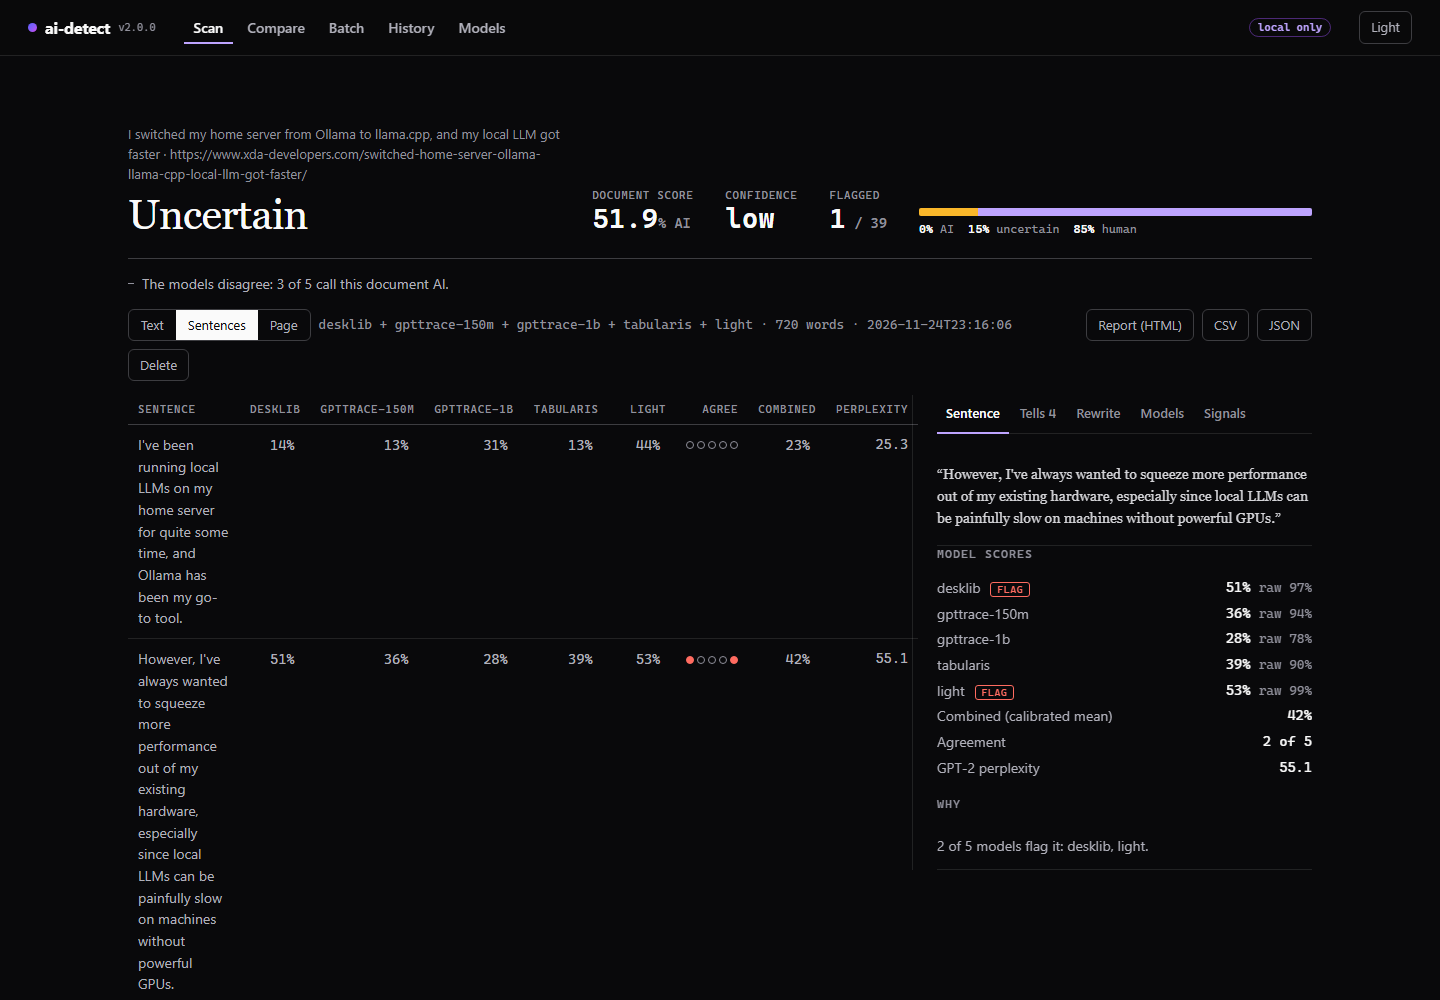 ai-detect v2.0.0 Scan Compare Batch History Models local only Light
I switched my home server from Ollama to llama.cpp, and my local LLM got
faster · https://www.xda-developers.com/switched-home-server-ollama-
llama-cpp-local-llm-got-faster/
Uncertain
DOCUMENT SCORE
51.9% AI
CONFIDENCE
low
FLAGGED
1 / 39
0% AI 15% uncertain 85% human
– The models disagree: 3 of 5 call this document AI.
Text Sentences Page desklib + gpttrace-150m + gpttrace-1b + tabularis + light · 720 words · 2026-11-24T23:16:06 Report (HTML) CSV JSON
Delete
SENTENCE DESKLIB GPTTRACE-150M GPTTRACE-1B TABULARIS LIGHT AGREE COMBINED PERPLEXITY
I've been 14% 13% 31% 13% 44% 23% 25.3
running local
LLMs on my
home server
for quite some
time, and
Ollama has
been my go-
to tool.
However, I've 51% 36% 28% 39% 53% 42% 55.1
always wanted
to squeeze
more
performance
out of my
existing
hardware,
especially
since local
LLMs can be
painfully slow
on machines
without
powerful
GPUs.
Sentence Tells 4 Rewrite Models Signals
“However, I've always wanted to squeeze more performance
out of my existing hardware, especially since local LLMs can
be painfully slow on machines without powerful GPUs.”
MODEL SCORES
desklib FLAG 51% raw 97%
gpttrace-150m 36% raw 94%
gpttrace-1b 28% raw 78%
tabularis 39% raw 90%
light FLAG 53% raw 99%
Combined (calibrated mean) 42%
Agreement 2 of 5
GPT-2 perplexity 55.1
WHY
2 of 5 models flag it: desklib, light.